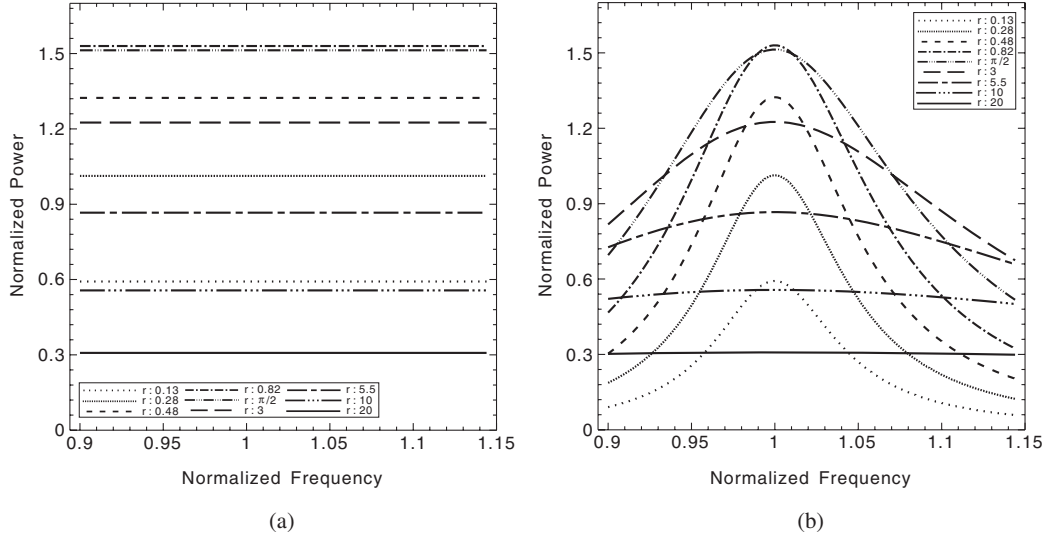 Normalized Power
1.5
1.2
0.9
0.6
0.3
0
r : 0.13
r : 0.28
r : 0.48
r : 0.82
r : π / 2
r : 3
r : 5.5
r : 10
r : 20
0.9 0.95 1 1.05 1.1 1.15
Normalized Frequency
(a)
Normalized Power
1.5
1.2
0.9
0.6
0.3
0
r : 0.13
r : 0.28
r : 0.48
r : 0.82
r : π / 2
r : 3
r : 5.5
r : 10
r : 20
0.9 0.95 1 1.05 1.1 1.15
Normalized Frequency
(b)